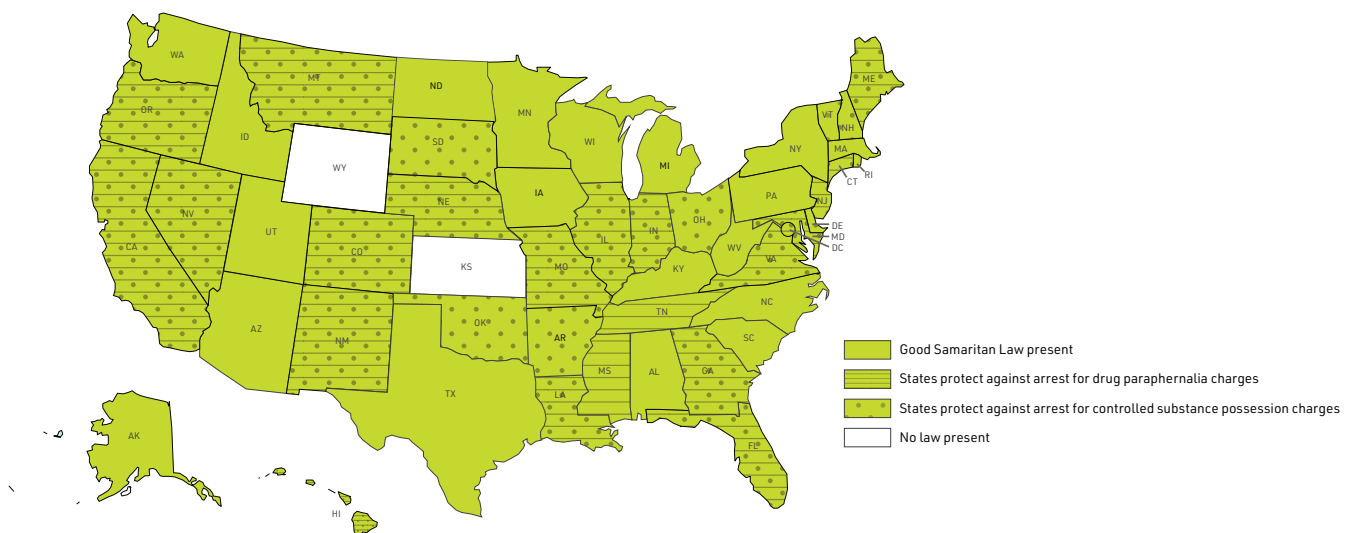 WA
MT
ND
ME
OR
MN
VT
NH
ID
SD
WI
NY
MA
MI
WY
RI
CT
IA
PA
NE
NJ
NV
OH
DE
UT
IL
IN
MD
CA
CO
WV
DC
VA
KS
MO
KY
NC
TN
AZ
OK
NM
AR
SC
MS
AL
GA
TX
LA
AK
FL
HI
Good Samaritan Law present
States protect against arrest for drug paraphernalia charges
States protect against arrest for controlled substance possession charges
No law present